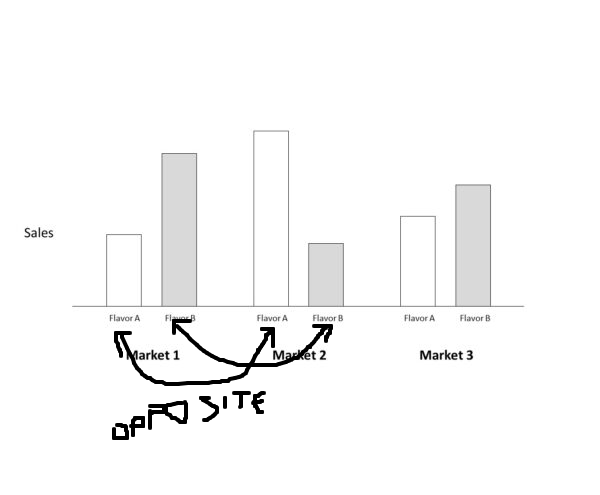 Sales
Flavor A Flavor B Flavor A Flavor B Flavor A Flavor B
Market 1 Market 2 Market 3
OPPOSITE